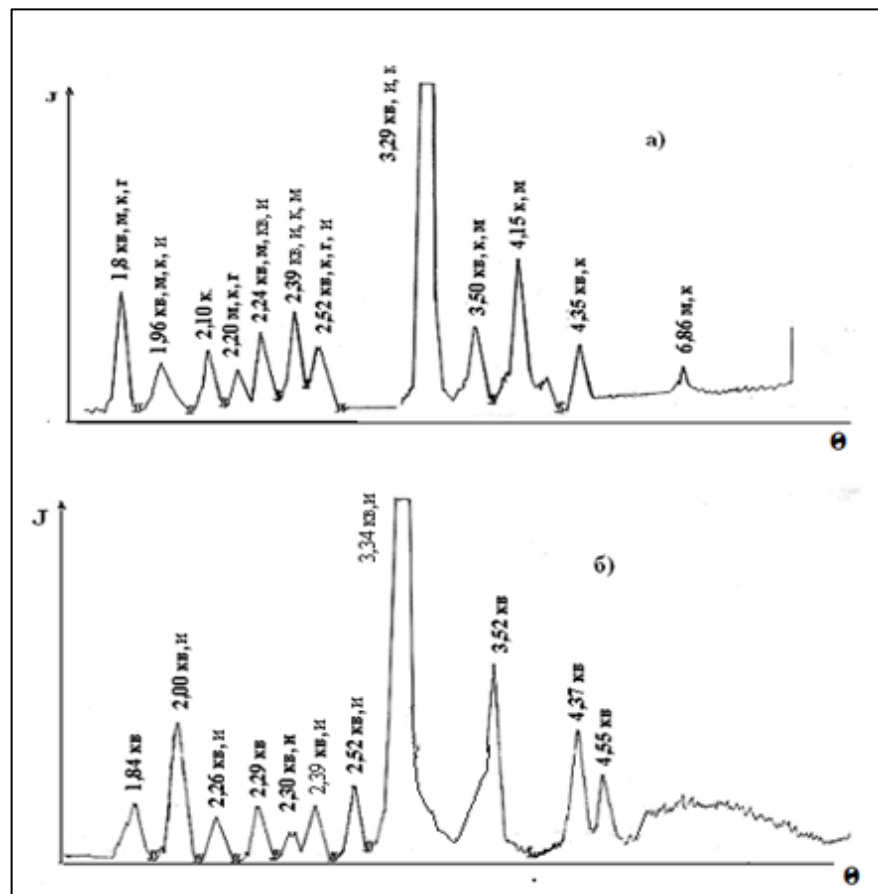 J
а)
1,8 кв, м, к, г
1,96 кв, м, к, и
2,10 к
2,20 м, к, г
2,24 кв, м, кв, и
2,39 кв, и, к, м
2,52 кв, к, г, и
3,29 кв, и, к
3,50 кв, к, м
4,15 к, м
4,35 кв, к
6,86 м, к
Θ
J
б)
1,84 кв
2,00 кв, и
2,26 кв, и
2,29 кв
2,30 кв, и
2,39 кв, и
2,52 кв, и
3,34 кв, и
3,52 кв
4,37 кв
4,55 кв
Θ